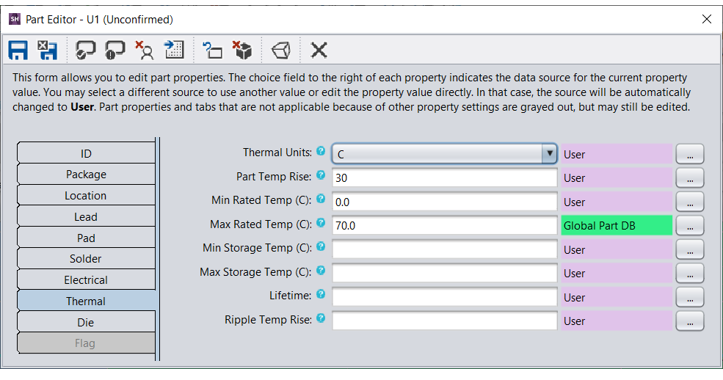 SH Part Editor - U1 (Unconfirmed)
This form allows you to edit part properties. The choice field to the right of each property indicates the data source for the current property
value. You may select a different source to use another value or edit the property value directly. In that case, the source will be automatically
changed to User. Part properties and tabs that are not applicable because of other property settings are grayed out, but may still be edited.
ID
Package
Location
Lead
Pad
Solder
Electrical
Thermal
Die
Flag
Thermal Units: ? C User ...
Part Temp Rise: ? 30 User ...
Min Rated Temp (C): ? 0.0 User ...
Max Rated Temp (C): ? 70.0 Global Part DB ...
Min Storage Temp (C): ? User ...
Max Storage Temp (C): ? User ...
Lifetime: ? User ...
Ripple Temp Rise: ? User ...